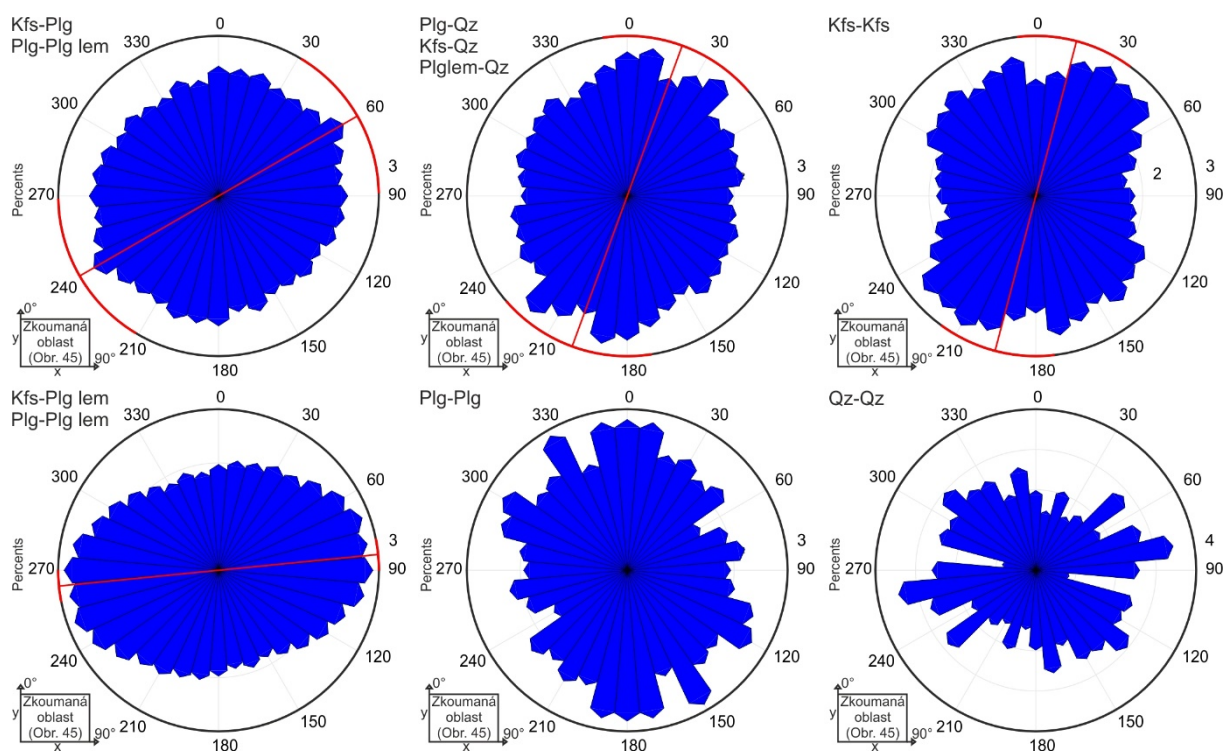 Kfs-Plg
Plg-Plg lem
0
30
60
3
90
120
150
180
210
240
270
300
330
Percents
0°
y
Zkoumaná
oblast
(Obr. 45)
90°
x
Plg-Qz
Kfs-Qz
Plglem-Qz
0
30
60
3
90
120
150
180
210
240
270
300
330
Percents
0°
y
Zkoumaná
oblast
(Obr. 45)
90°
x
Kfs-Kfs
0
30
60
2
3
90
120
150
180
210
240
270
300
330
Percents
0°
y
Zkoumaná
oblast
(Obr. 45)
90°
x
Kfs-Plg lem
Plg-Plg lem
0
30
60
3
90
120
150
180
210
240
270
300
330
Percents
0°
y
Zkoumaná
oblast
(Obr. 45)
90°
x
Plg-Plg
0
30
60
3
90
120
150
180
210
240
270
300
330
Percents
0°
y
Zkoumaná
oblast
(Obr. 45)
90°
x
Qz-Qz
0
30
60
4
90
120
150
180
210
240
270
300
330
Percents
0°
y
Zkoumaná
oblast
(Obr. 45)
90°
x